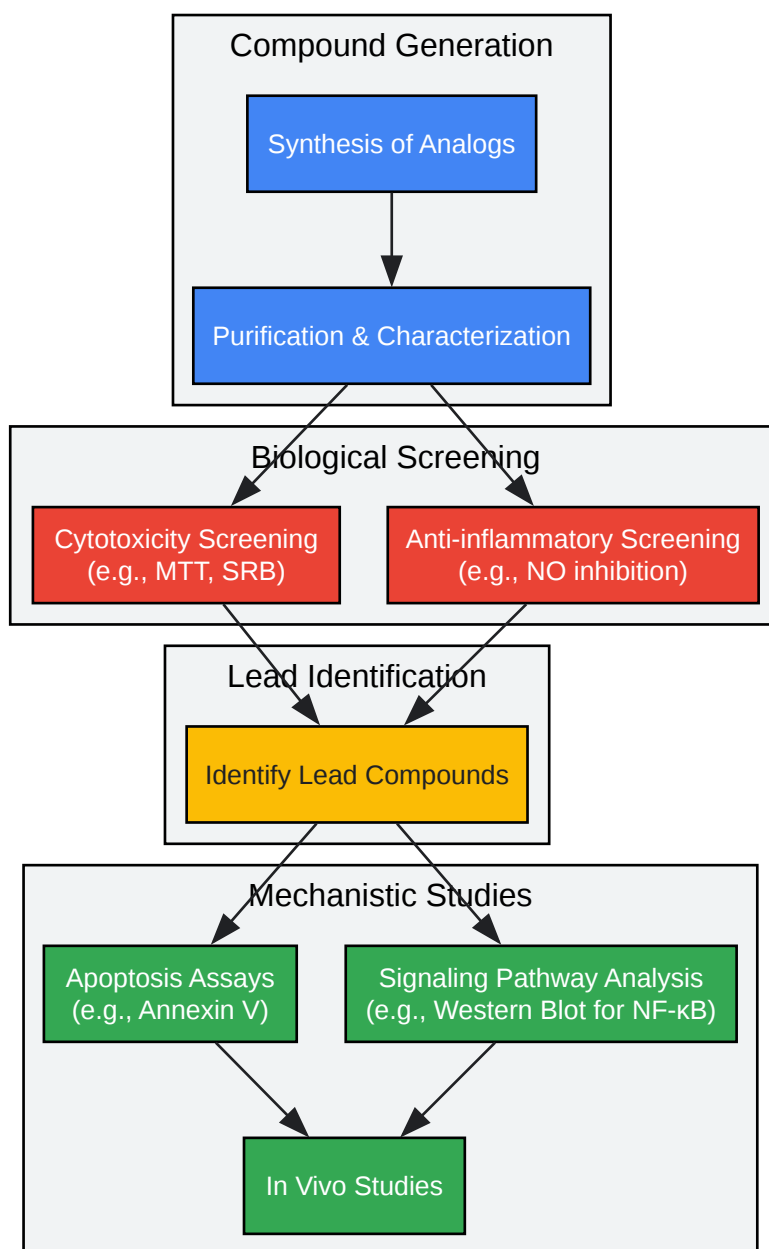 Compound Generation
Synthesis of Analogs
Purification & Characterization
Biological Screening
Cytotoxicity Screening
(e.g., MTT, SRB)
Anti-inflammatory Screening
(e.g., NO inhibition)
Lead Identification
Identify Lead Compounds
Mechanistic Studies
Apoptosis Assays
(e.g., Annexin V)
Signaling Pathway Analysis
(e.g., Western Blot for NF-κB)
In Vivo Studies